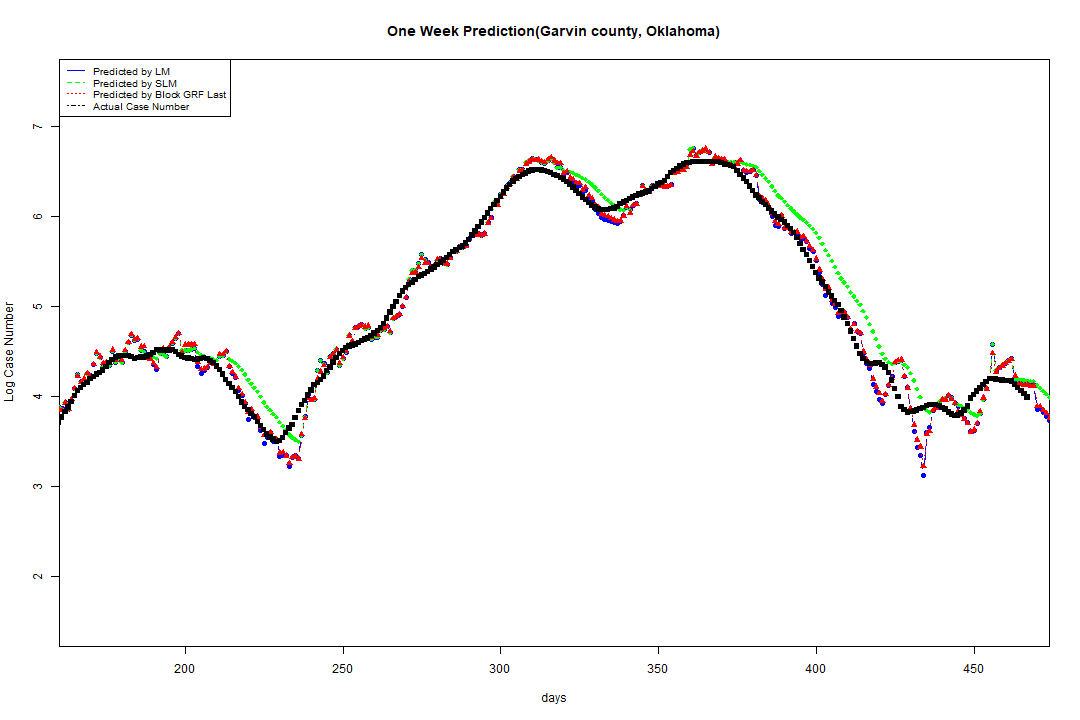 One Week Prediction(Garvin county, Oklahoma)
Predicted by LM
Predicted by SLM
Predicted by Block GRF Last
Actual Case Number
7
6
5
4
3
2
Log Case Number
200 250 300 350 400 450
days